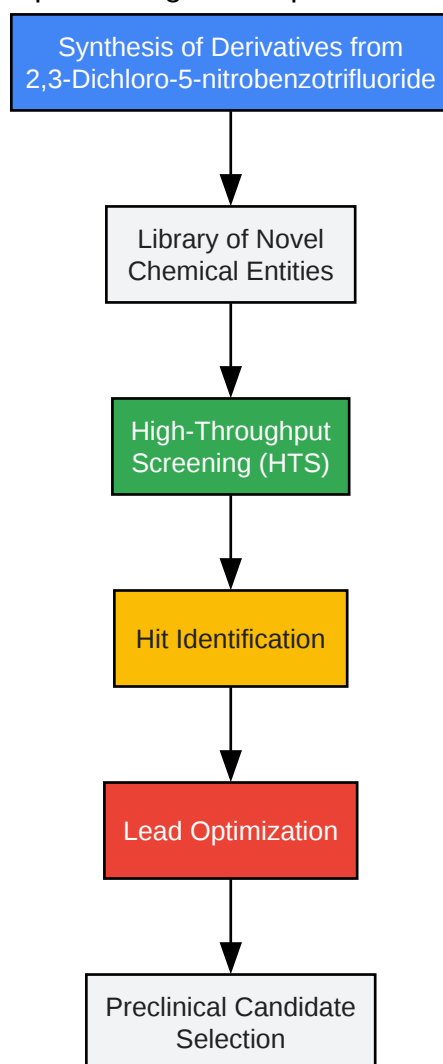 Synthesis of Derivatives from
2,3-Dichloro-5-nitrobenzotrifluoride
Library of Novel
Chemical Entities
High-Throughput
Screening (HTS)
Hit Identification
Lead Optimization
Preclinical Candidate
Selection